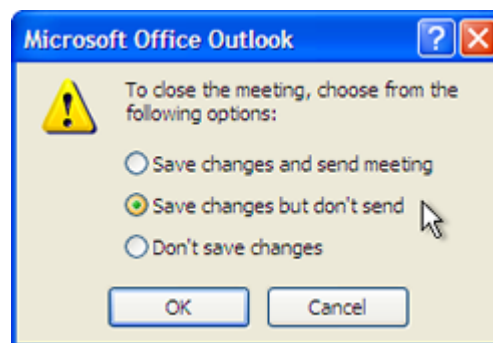 Microsoft Office Outlook
To close the meeting, choose from the
following options:
Save changes and send meeting
Save changes but don't send
Don't save changes
OK Cancel